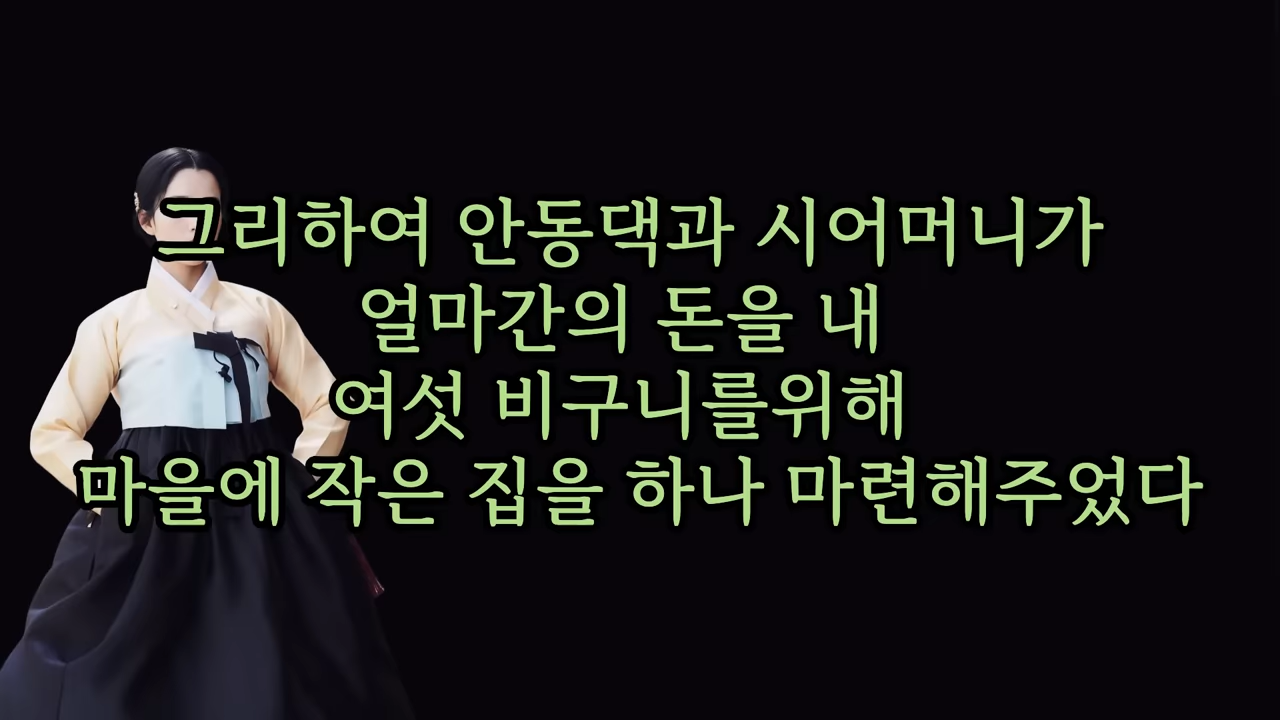 그리하여 안동댁과 시어머니가
얼마간의 돈을 내
여섯 비구니를위해
마을에 작은 집을 하나 마련해주었다